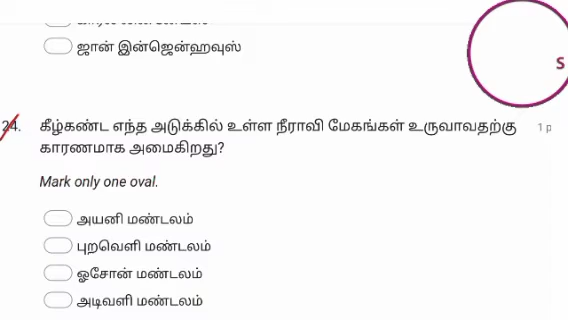 ஜான் இன்ஜென்ஹவுஸ்
S
24. கீழ்கண்ட எந்த அடுக்கில் உள்ள நீராவி மேகங்கள் உருவாவதற்கு 1 p
காரணமாக அமைகிறது?
Mark only one oval.
அயனி மண்டலம்
புறவெளி மண்டலம்
ஓசோன் மண்டலம்
அடிவளி மண்டலம்